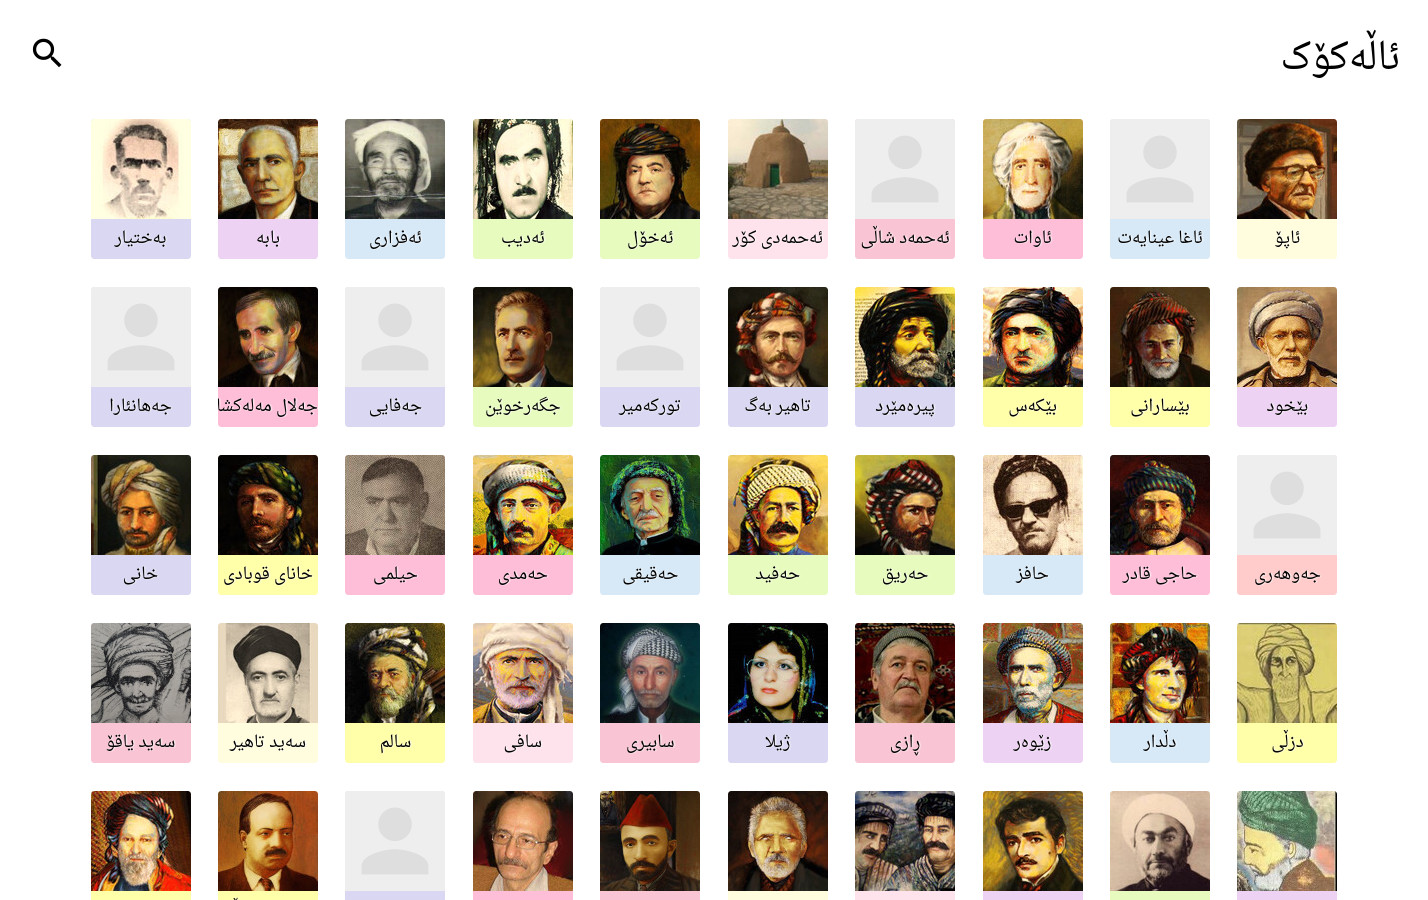 ئاڵەکۆک
ئاپۆ
ئاغا عینایەت
ئاوات
ئەحمەد شاڵی
ئەحمەدی کۆر
ئەخۆل
ئەدیب
ئەفزاری
بابە
بەختیار
بێخود
بێسارانی
بێکەس
پیرەمێرد
تاهیر بەگ
تورکەمیر
جگەرخوێن
جەفایی
جەلال مەلەکشا
جەهانئارا
جەوهەری
حاجی قادر
حافز
حەریق
حەفید
حەقیقی
حەمدی
حیلمی
خانای قوبادی
خانی
دزڵی
دڵدار
زێوەر
ڕازی
ژیلا
سابیری
سافی
سالم
سەید تاهیر
سەید یاقۆ